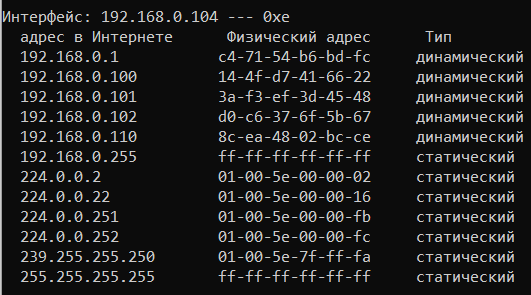 Интерфейс: 192.168.0.104 --- 0xe
адрес в Интернете Физический адрес Тип
192.168.0.1 c4-71-54-b6-bd-fc динамический
192.168.0.100 14-4f-d7-41-66-22 динамический
192.168.0.101 3a-f3-ef-3d-45-48 динамический
192.168.0.102 d0-c6-37-6f-5b-67 динамический
192.168.0.110 8c-ea-48-02-bc-ce динамический
192.168.0.255 ff-ff-ff-ff-ff-ff статический
224.0.0.2 01-00-5e-00-00-02 статический
224.0.0.22 01-00-5e-00-00-16 статический
224.0.0.251 01-00-5e-00-00-fb статический
224.0.0.252 01-00-5e-00-00-fc статический
239.255.255.250 01-00-5e-7f-ff-fa статический
255.255.255.255 ff-ff-ff-ff-ff-ff статический